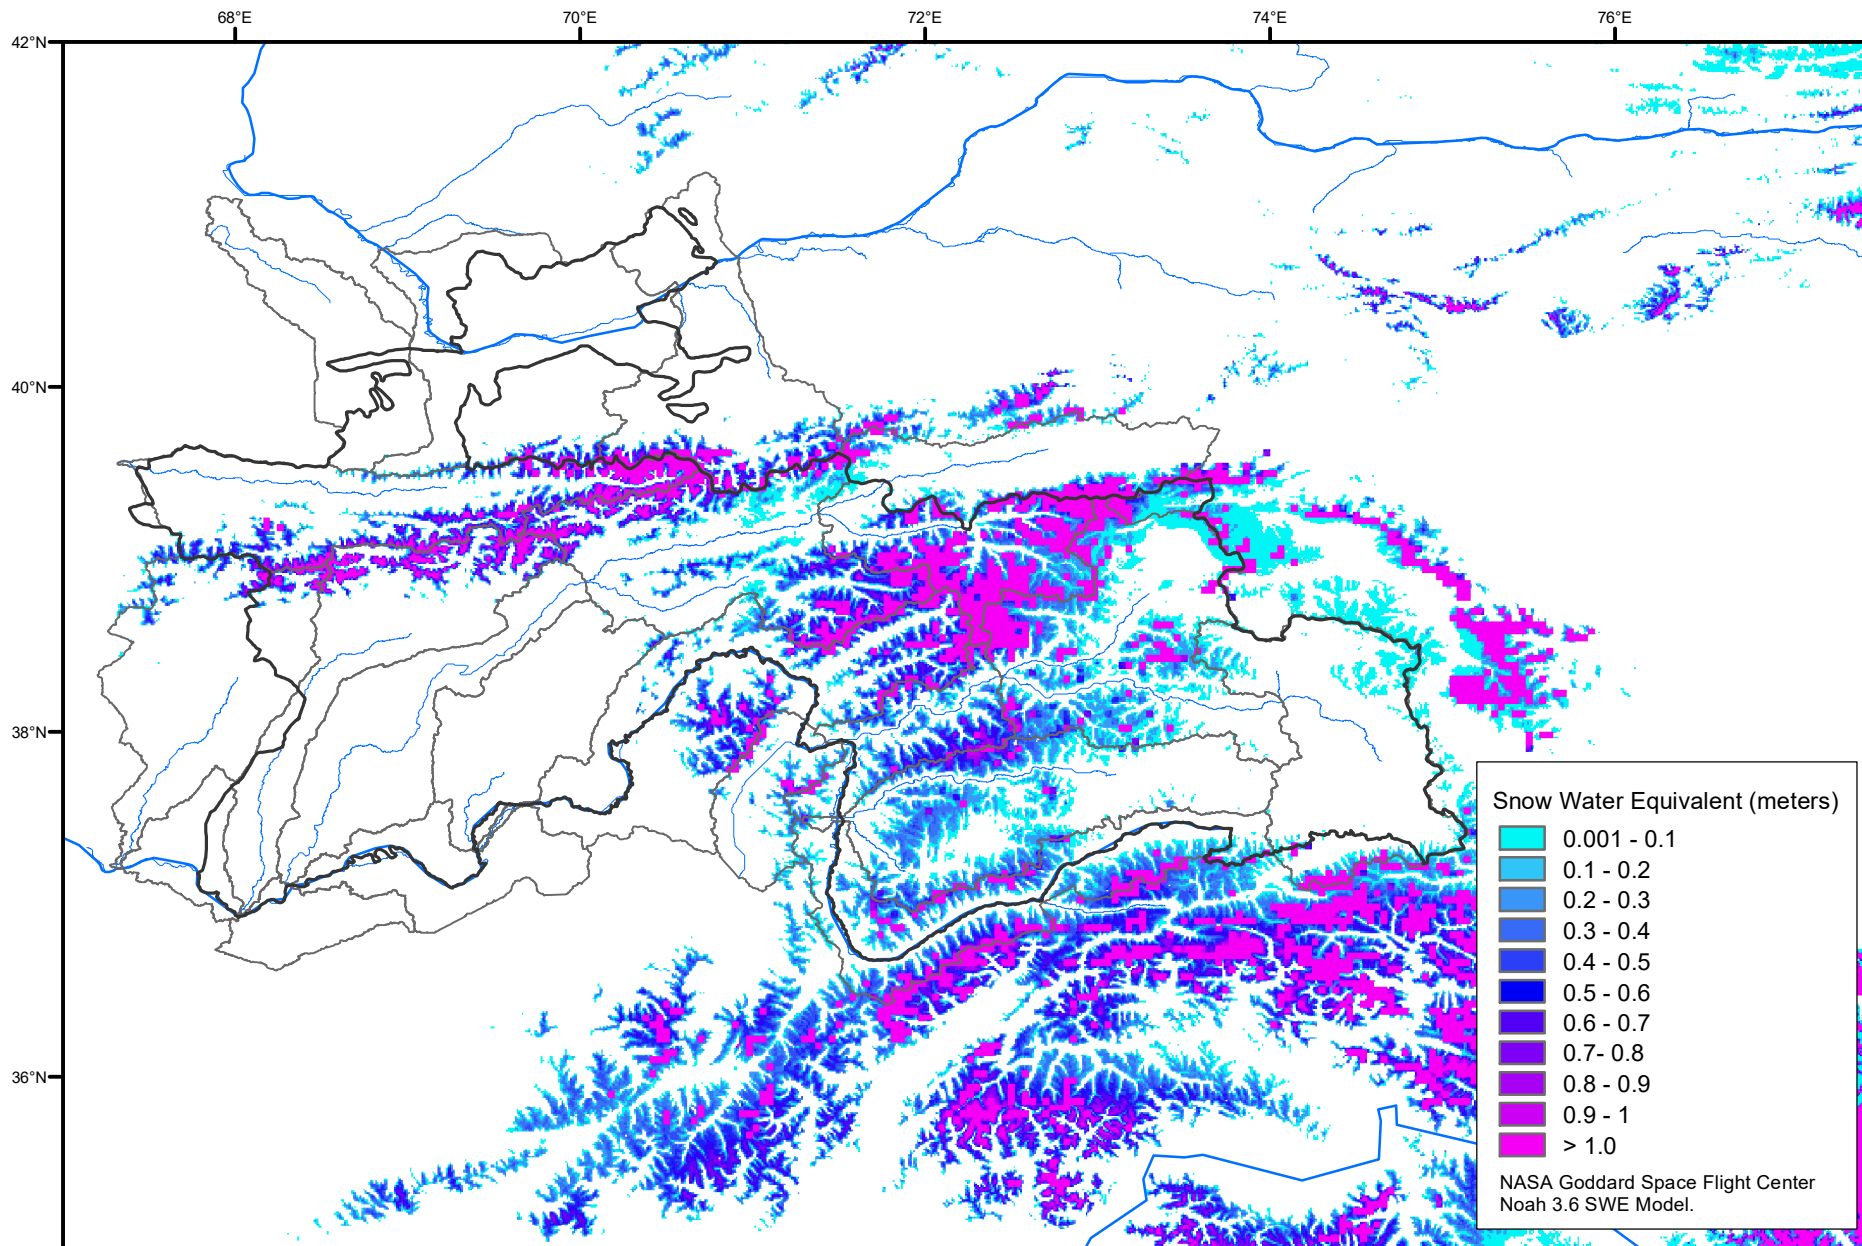 68°E
70°E
72°E
74°E
76°E
42°N
40°N
38°N
36°N
Snow Water Equivalent (meters)
0.001 - 0.1
0.1 - 0.2
0.2 - 0.3
0.3 - 0.4
0.4 - 0.5
0.5 - 0.6
0.6 - 0.7
0.7- 0.8
0.8 - 0.9
0.9 - 1
> 1.0
NASA Goddard Space Flight Center
Noah 3.6 SWE Model.